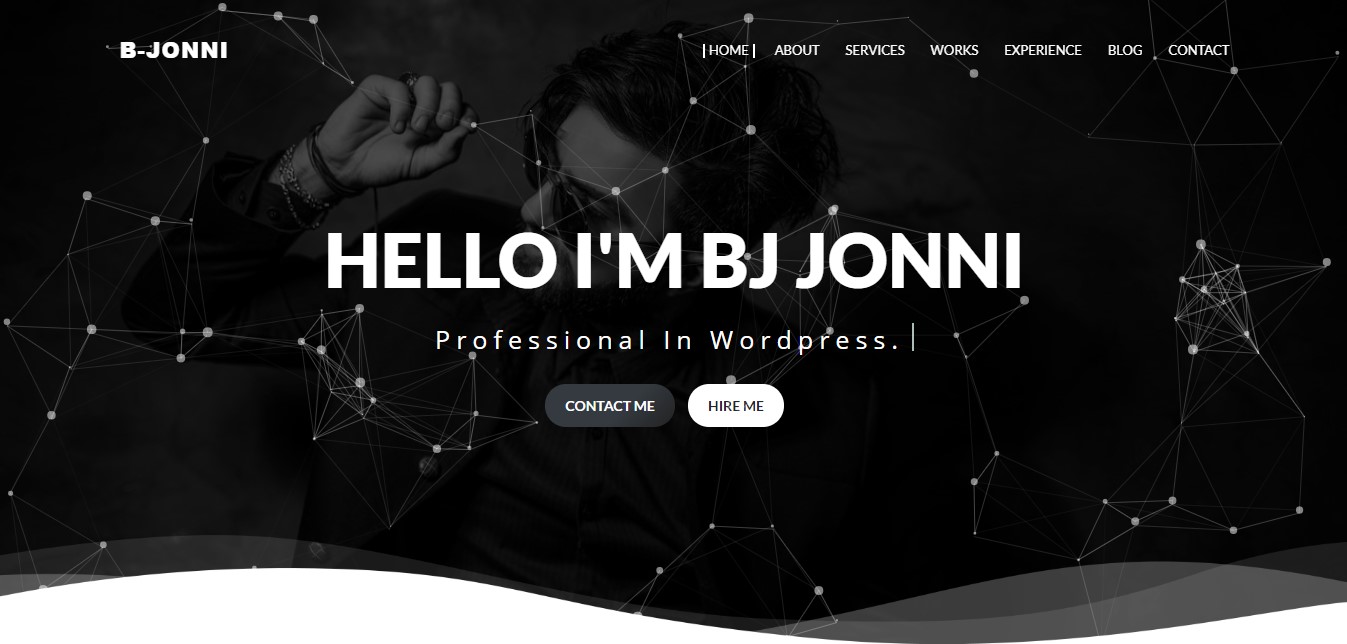 B-JONNI
HOME ABOUT SERVICES WORKS EXPERIENCE BLOG CONTACT
HELLO I'M BJ JONNI
Professional In Wordpress.
CONTACT ME HIRE ME